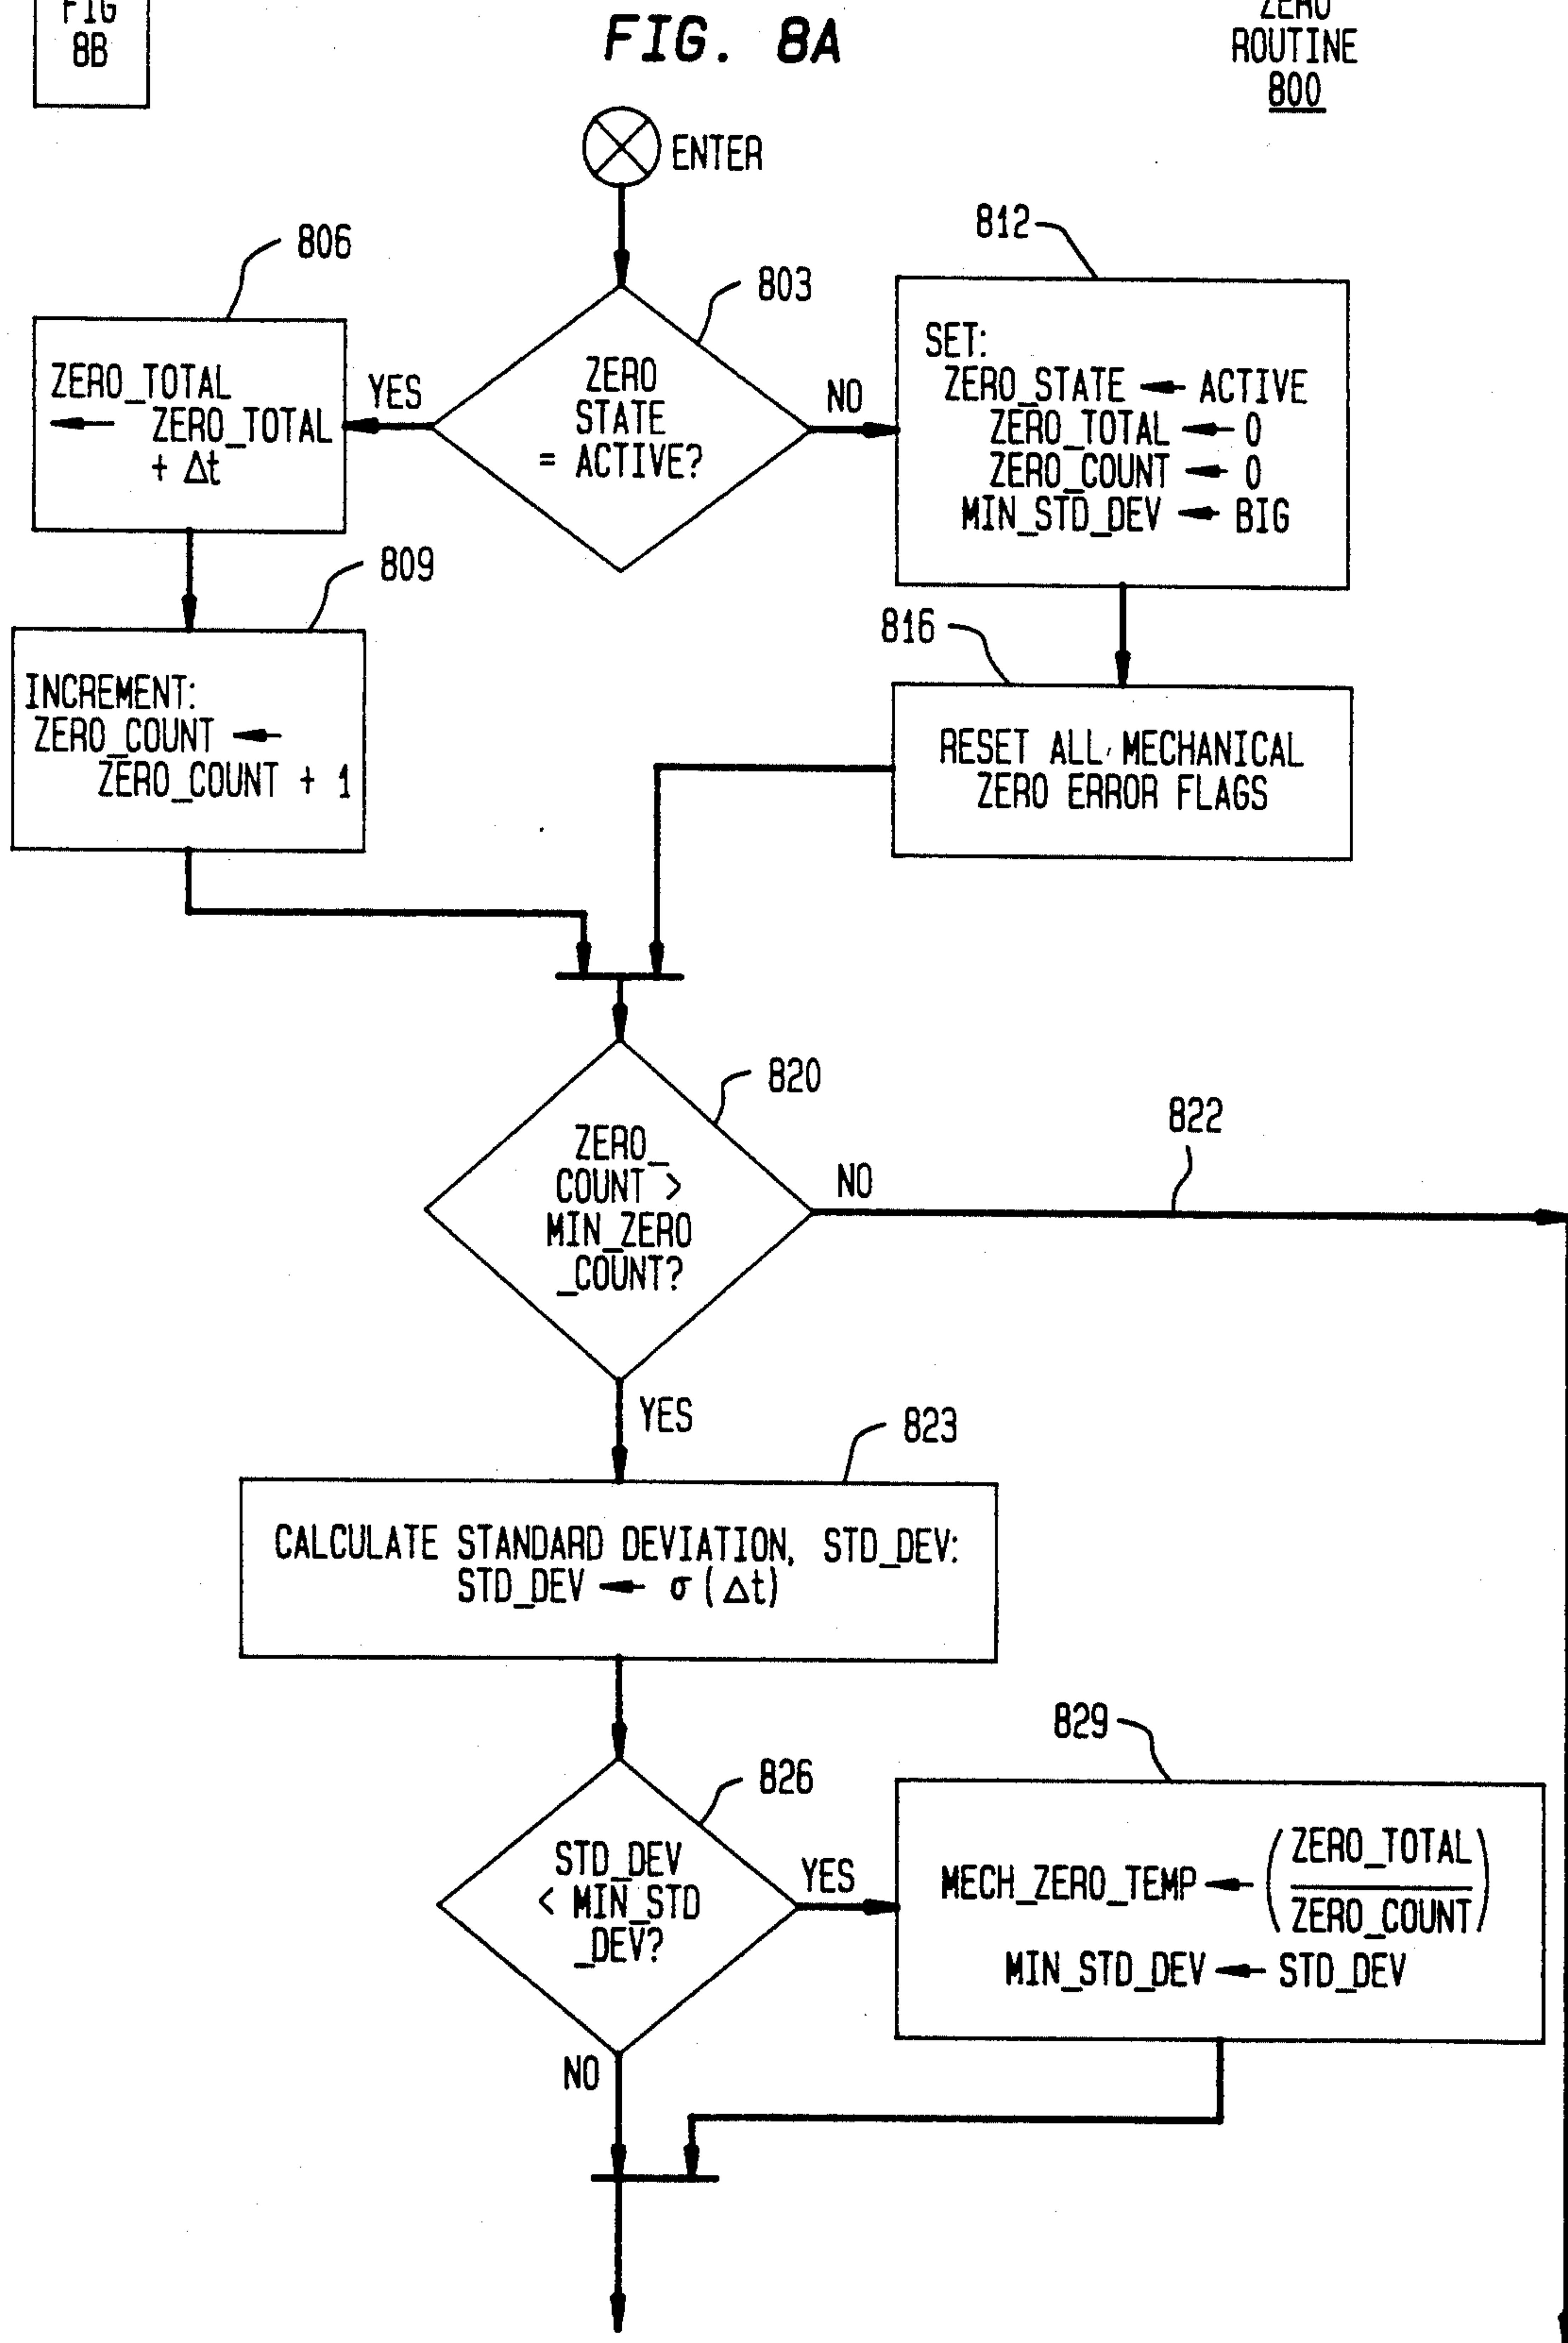 FIG
8B
FIG. 8A
ZERO
ROUTINE
800
ENTER
806
803
812
ZERO_TOTAL
← ZERO_TOTAL
+ Δt
YES
ZERO
STATE
= ACTIVE?
NO
SET:
ZERO_STATE ← ACTIVE
ZERO_TOTAL ← 0
ZERO_COUNT ← 0
MIN_STD_DEV ← BIG
809
816
INCREMENT:
ZERO_COUNT ←
ZERO_COUNT + 1
RESET ALL MECHANICAL
ZERO ERROR FLAGS
820
822
ZERO_
COUNT >
MIN_ZERO
_COUNT?
NO
YES
823
CALCULATE STANDARD DEVIATION, STD_DEV:
STD_DEV ← σ (Δt)
826
829
STD_DEV
< MIN_STD
_DEV?
YES
MECH_ZERO_TEMP ← (ZERO_TOTAL
ZERO_COUNT)
MIN_STD_DEV ← STD_DEV
NO